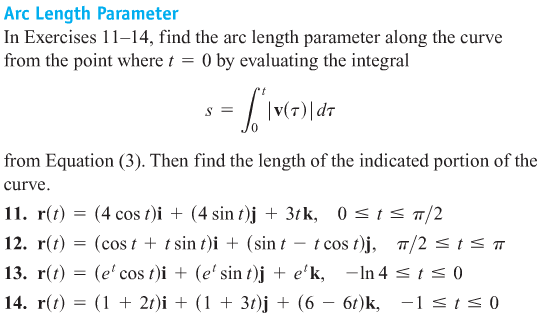 Arc Length Parameter
In Exercises 11–14, find the arc length parameter along the curve
from the point where t = 0 by evaluating the integral
s = ∫₀ᵗ |v(τ)| dτ
from Equation (3). Then find the length of the indicated portion of the
curve.
11. r(t) = (4 cos t)i + (4 sin t)j + 3tk, 0 ≤ t ≤ π/2
12. r(t) = (cos t + t sin t)i + (sin t − t cos t)j, π/2 ≤ t ≤ π
13. r(t) = (eᵗ cos t)i + (eᵗ sin t)j + eᵗk, −ln 4 ≤ t ≤ 0
14. r(t) = (1 + 2t)i + (1 + 3t)j + (6 − 6t)k, −1 ≤ t ≤ 0